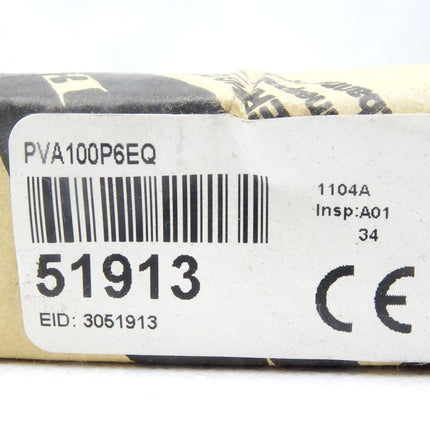 PVA100P6EQ
1104A
Insp:A01
34
51913
EID: 3051913
CE